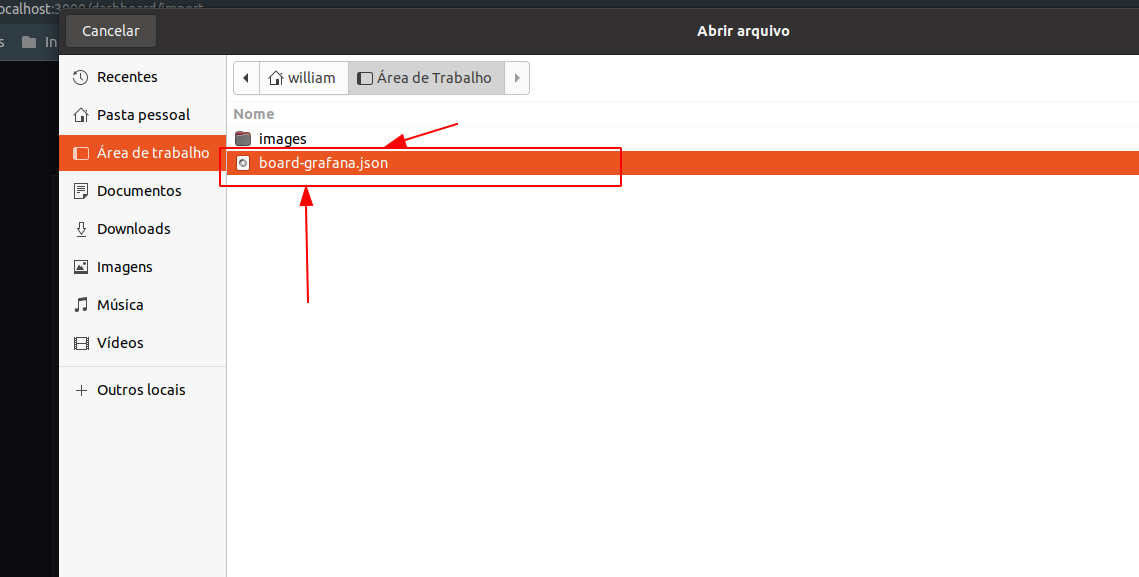 ocalhost:3000/dashboard/import
Cancelar
Abrir arquivo
s
In
Recentes
Pasta pessoal
Área de trabalho
Documentos
Downloads
Imagens
Música
Vídeos
Outros locais
william
Área de Trabalho
Nome
images
board-grafana.json